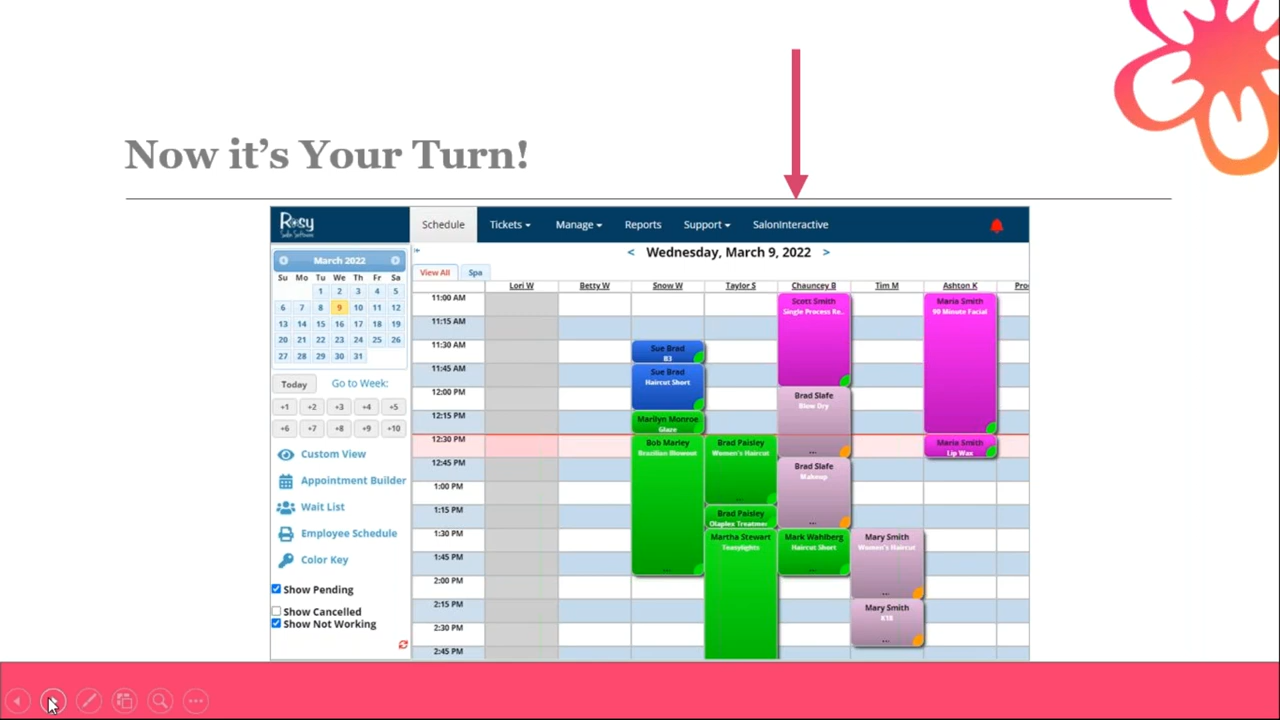 Now it's Your Turn!
Rosy
Salon Software
Schedule
Tickets
Manage
Reports
Support
SalonInteractive
< Wednesday, March 9, 2022 >
March 2022
Su Mo Tu We Th Fr Sa
1 2 3 4 5
6 7 8 9 10 11 12
13 14 15 16 17 18 19
20 21 22 23 24 25 26
27 28 29 30 31
Today Go to Week:
+1 +2 +3 +4 +5
+6 +7 +8 +9 +10
Custom View
Appointment Builder
Wait List
Employee Schedule
Color Key
Show Pending
Show Cancelled
Show Not Working
View All Spa
Lori W Betty W Snow W Taylor S Chauncey B Tim M Ashton K Pro
11:00 AM
11:15 AM
11:30 AM
11:45 AM
12:00 PM
12:15 PM
12:30 PM
12:45 PM
1:00 PM
1:15 PM
1:30 PM
1:45 PM
2:00 PM
2:15 PM
2:30 PM
2:45 PM
Sue Brad
B3
Sue Brad
Haircut Short
Marilyn Monroe
Glaze
Bob Marley
Brazilian Blowout
...
Brad Paisley
Women's Haircut
...
Brad Paisley
Olaplex Treatmer
Martha Stewart
Teasylights
Scott Smith
Single Process Re..
Brad Slafe
Blow Dry
...
Brad Slafe
Makeup
...
Mark Wahlberg
Haircut Short
...
Mary Smith
Women's Haircut
...
Mary Smith
K18
...
Maria Smith
90 Minute Facial
Maria Smith
Lip Wax